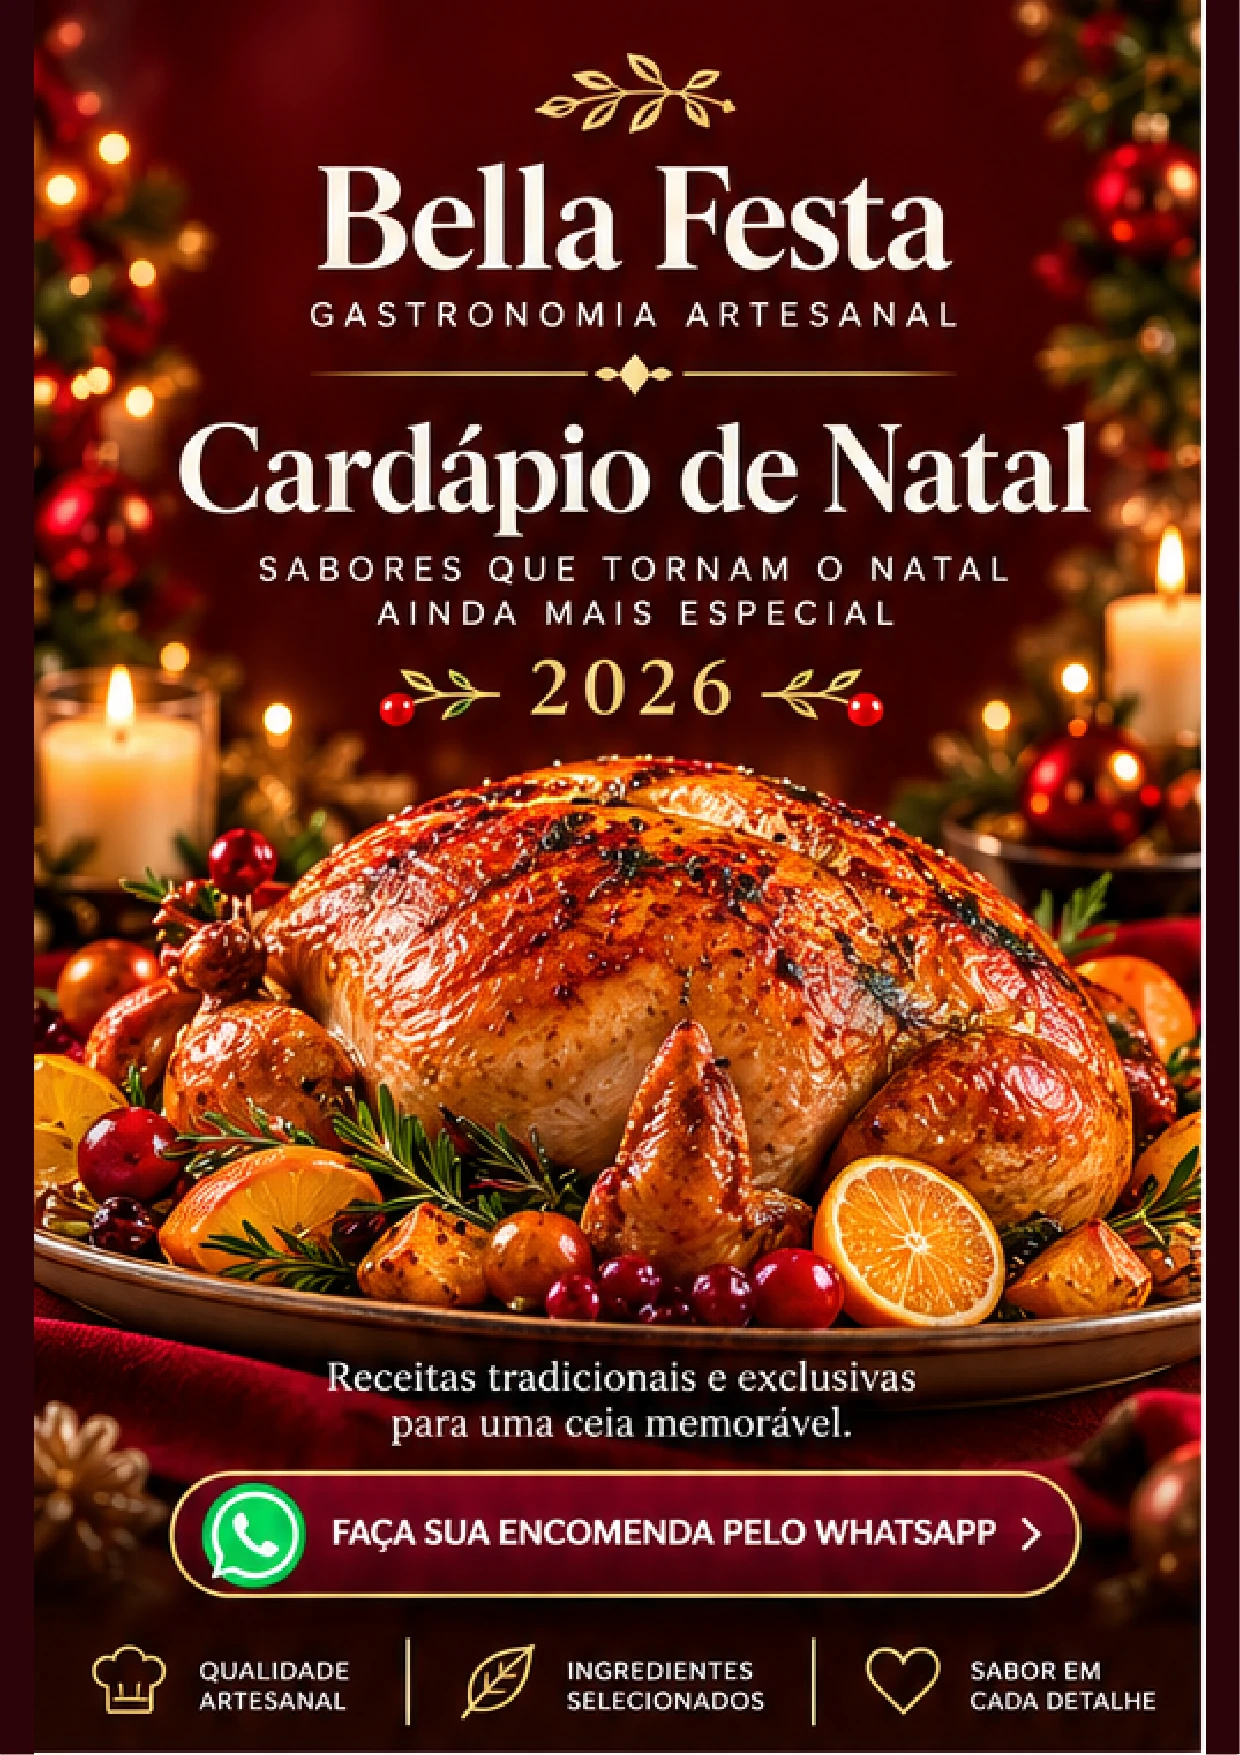 Bella Festa
GASTRONOMIA ARTESANAL
Cardápio de Natal
SABORES QUE TORNAM O NATAL
AINDA MAIS ESPECIAL
2026
Receitas tradicionais e exclusivas
para uma ceia memorável.
FAÇA SUA ENCOMENDA PELO WHATSAPP
QUALIDADE
ARTESANAL
INGREDIENTES
SELECIONADOS
SABOR EM
CADA DETALHE